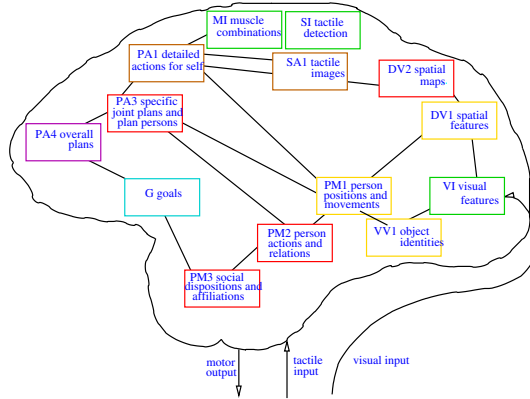 MI muscle
combinations
SI tactile
detection
PA1 detailed
actions for self
SA1 tactile
images
DV2 spatial
maps
PA3 specific
joint plans and
plan persons
DV1 spatial
features
PA4 overall
plans
G goals
PM1 person
positions and
movements
VI visual
features
PM2 person
actions and
relations
VV1 object
identities
PM3 social
dispositions and
affiliations
motor
output
tactile
input
visual input